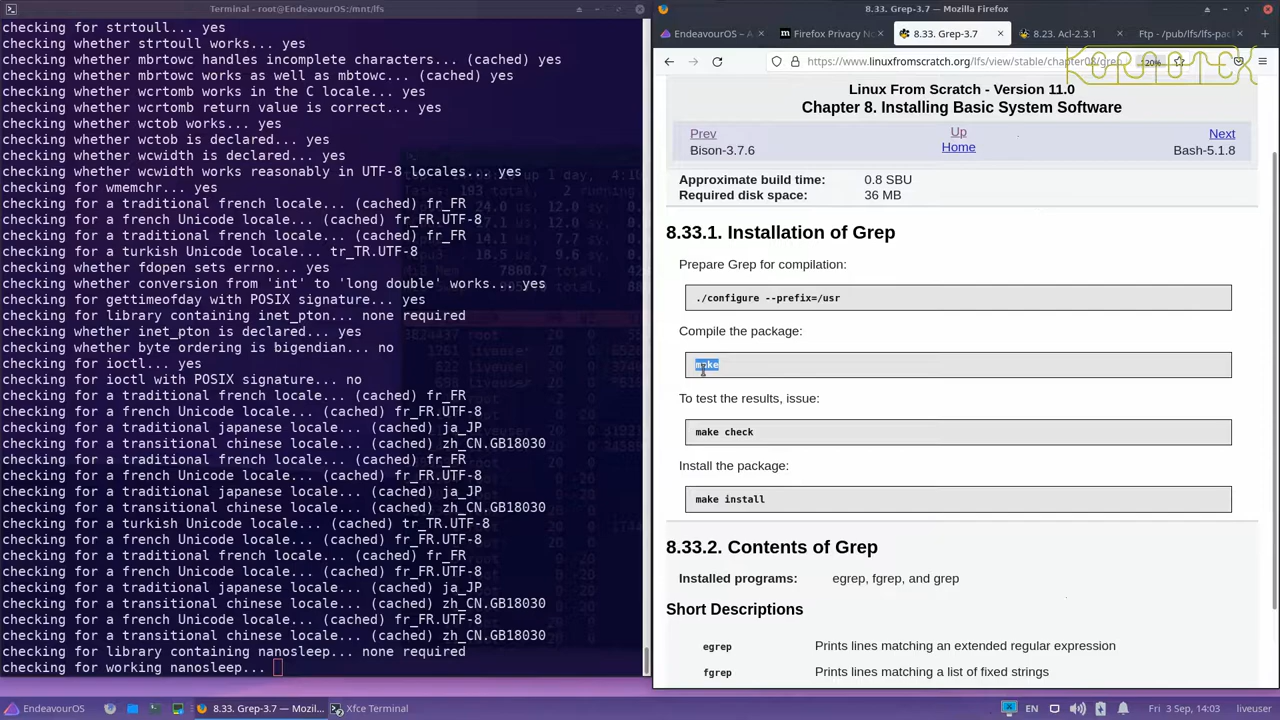 Terminal - root@EndeavourOS:/mnt/lfs
checking for strtoull... yes
checking whether strtoull works... yes
checking whether mbrtowc handles incomplete characters... (cached) yes
checking whether mbrtowc works as well as mbtowc... (cached) yes
checking whether wcrtomb works in the C locale... yes
checking whether wcrtomb return value is correct... yes
checking whether wctob works... yes
checking whether wctob is declared... yes
checking whether wcwidth is declared... yes
checking whether wcwidth works reasonably in UTF-8 locales... yes
checking for wmemchr... yes
checking for a traditional french locale... (cached) fr_FR
checking for a french Unicode locale... (cached) fr_FR.UTF-8
checking for a traditional french locale... (cached) fr_FR
checking for a turkish Unicode locale... tr_TR.UTF-8
checking whether fdopen sets errno... yes
checking whether conversion from 'int' to 'long double' works... yes
checking for gettimeofday with POSIX signature... yes
checking for library containing inet_pton... none required
checking whether inet_pton is declared... yes
checking whether byte ordering is bigendian... no
checking for ioctl... yes
checking for ioctl with POSIX signature... no
checking for a traditional french locale... (cached) fr_FR
checking for a french Unicode locale... (cached) fr_FR.UTF-8
checking for a traditional japanese locale... (cached) ja_JP
checking for a transitional chinese locale... (cached) zh_CN.GB18030
checking for a traditional french locale... (cached) fr_FR
checking for a french Unicode locale... (cached) fr_FR.UTF-8
checking for a traditional japanese locale... (cached) ja_JP
checking for a transitional chinese locale... (cached) zh_CN.GB18030
checking for a turkish Unicode locale... (cached) tr_TR.UTF-8
checking for a french Unicode locale... (cached) fr_FR.UTF-8
checking for a traditional french locale... (cached) fr_FR
checking for a french Unicode locale... (cached) fr_FR.UTF-8
checking for a traditional japanese locale... (cached) ja_JP
checking for a transitional chinese locale... (cached) zh_CN.GB18030
checking for a french Unicode locale... (cached) fr_FR.UTF-8
checking for a transitional chinese locale... (cached) zh_CN.GB18030
checking for library containing nanosleep... none required
checking for working nanosleep...
8.33. Grep-3.7 — Mozilla Firefox
EndeavourOS – A
Firefox Privacy No
8.33. Grep-3.7
8.23. Acl-2.3.1
Ftp - /pub/lfs/lfs-pac
https://www.linuxfromscratch.org/lfs/view/stable/chapter08/grep
120%
Linux From Scratch - Version 11.0
Chapter 8. Installing Basic System Software
Prev Up Next
Bison-3.7.6 Home Bash-5.1.8
Approximate build time: 0.8 SBU
Required disk space: 36 MB
8.33.1. Installation of Grep
Prepare Grep for compilation:
./configure --prefix=/usr
Compile the package:
make
To test the results, issue:
make check
Install the package:
make install
8.33.2. Contents of Grep
Installed programs: egrep, fgrep, and grep
Short Descriptions
egrep Prints lines matching an extended regular expression
fgrep Prints lines matching a list of fixed strings
EndeavourOS
8.33. Grep-3.7 — Mozil...
Xfce Terminal
EN
Fri 3 Sep, 14:03
liveuser